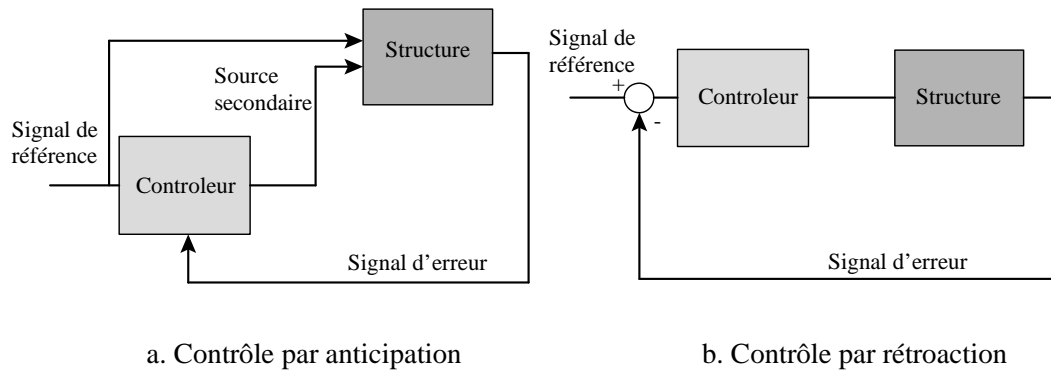 Signal de
référence
Controleur
Source
secondaire
Structure
Signal d'erreur
a. Contrôle par anticipation
Signal de
référence
+
-
Controleur
Structure
Signal d'erreur
b. Contrôle par rétroaction